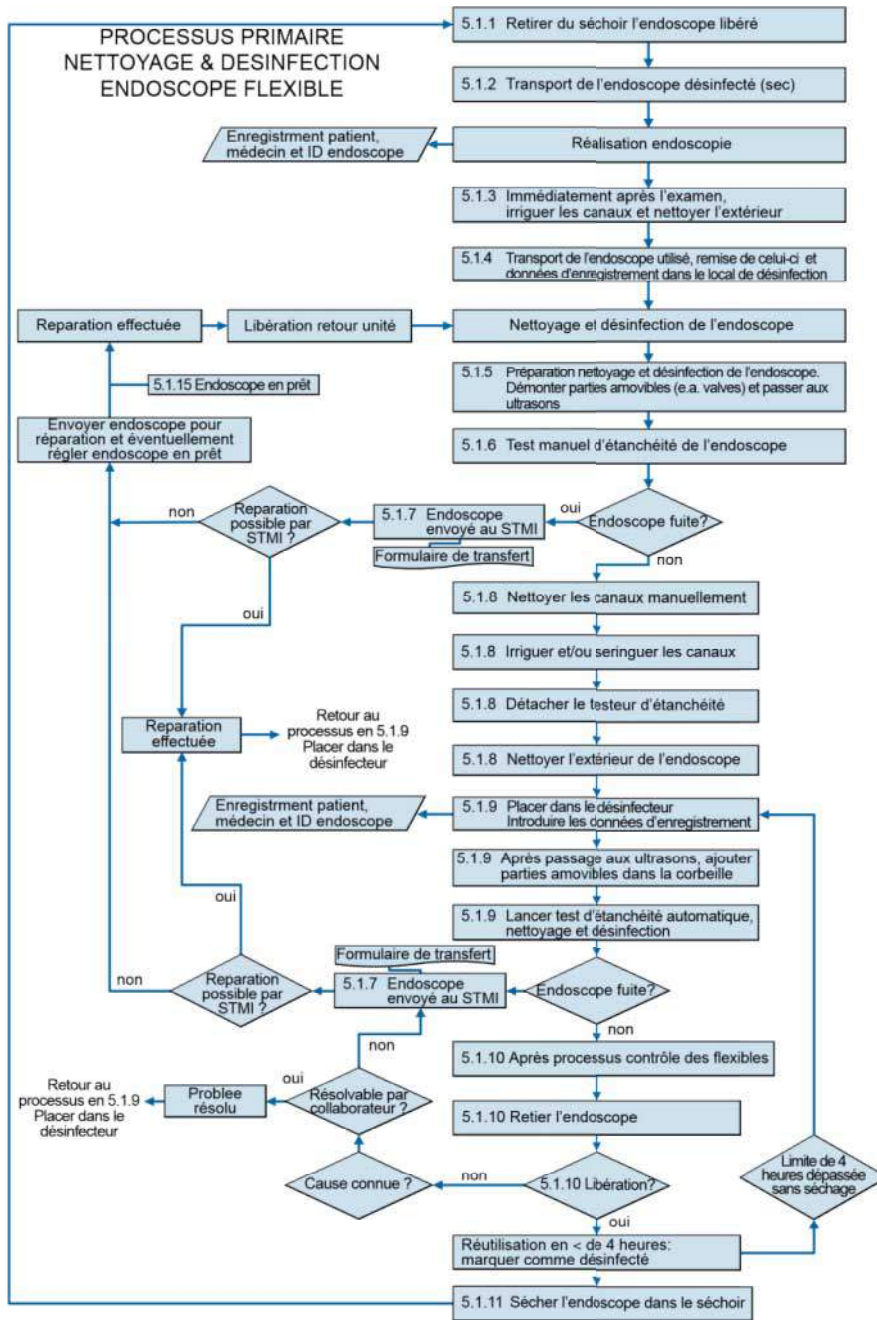 PROCESSUS PRIMAIRE
NETTOYAGE & DESINFECTION
ENDOSCOPE FLEXIBLE
5.1.1 Retirer du séchoir l'endoscope libéré
5.1.2 Transport de l'endoscope désinfecté (sec)
Enregistrment patient,
médecin et ID endoscope
Réalisation endoscopie
5.1.3 Immédiatement après l'examen,
irriguer les canaux et nettoyer l'extérieur
5.1.4 Transport de l'endoscope utilisé, remise de celui-ci et
données d'enregistrement dans le local de désinfection
Reparation effectuée
Libération retour unité
Nettoyage et désinfection de l'endoscope
5.1.15 Endoscope en prêt
5.1.5 Préparation nettoyage et désinfection de l'endoscope.
Démonter parties amovibles (e.a. valves) et passer aux
ultrasons
Envoyer endoscope pour
réparation et éventuellement
régler endoscope en prêt
5.1.6 Test manuel d'étanchéité de l'endoscope
non
Reparation
possible par
STMI ?
5.1.7 Endoscope
envoyé au STMI
oui
Endoscope fuite?
Formulaire de transfert
non
oui
5.1.8 Nettoyer les canaux manuellement
5.1.8 Irriguer et/ou seringuer les canaux
5.1.8 Détacher le testeur d'étanchéité
Reparation
effectuée
Retour au
processus en 5.1.9
Placer dans le
désinfecteur
5.1.8 Nettoyer l'extérieur de l'endoscope
Enregistrment patient,
médecin et ID endoscope
5.1.9 Placer dans le désinfecteur
Introduire les données d'enregistrement
5.1.9 Après passage aux ultrasons, ajouter
parties amovibles dans la corbeille
oui
5.1.9 Lancer test d'étanchéité automatique,
nettoyage et désinfection
Formulaire de transfert
non
Reparation
possible par
STMI ?
5.1.7 Endoscope
envoyé au STMI
Endoscope fuite?
non
non
5.1.10 Après processus contrôle des flexibles
Retour au
processus en 5.1.9
Placer dans le
désinfecteur
Problee
résolu
oui
Résolvable par
collaborateur ?
5.1.10 Retier l'endoscope
Limite de 4
heures dépassée
sans séchage
Cause connue ?
non
5.1.10 Libération?
oui
Réutilisation en < de 4 heures:
marquer comme désinfecté
5.1.11 Sécher l'endoscope dans le séchoir